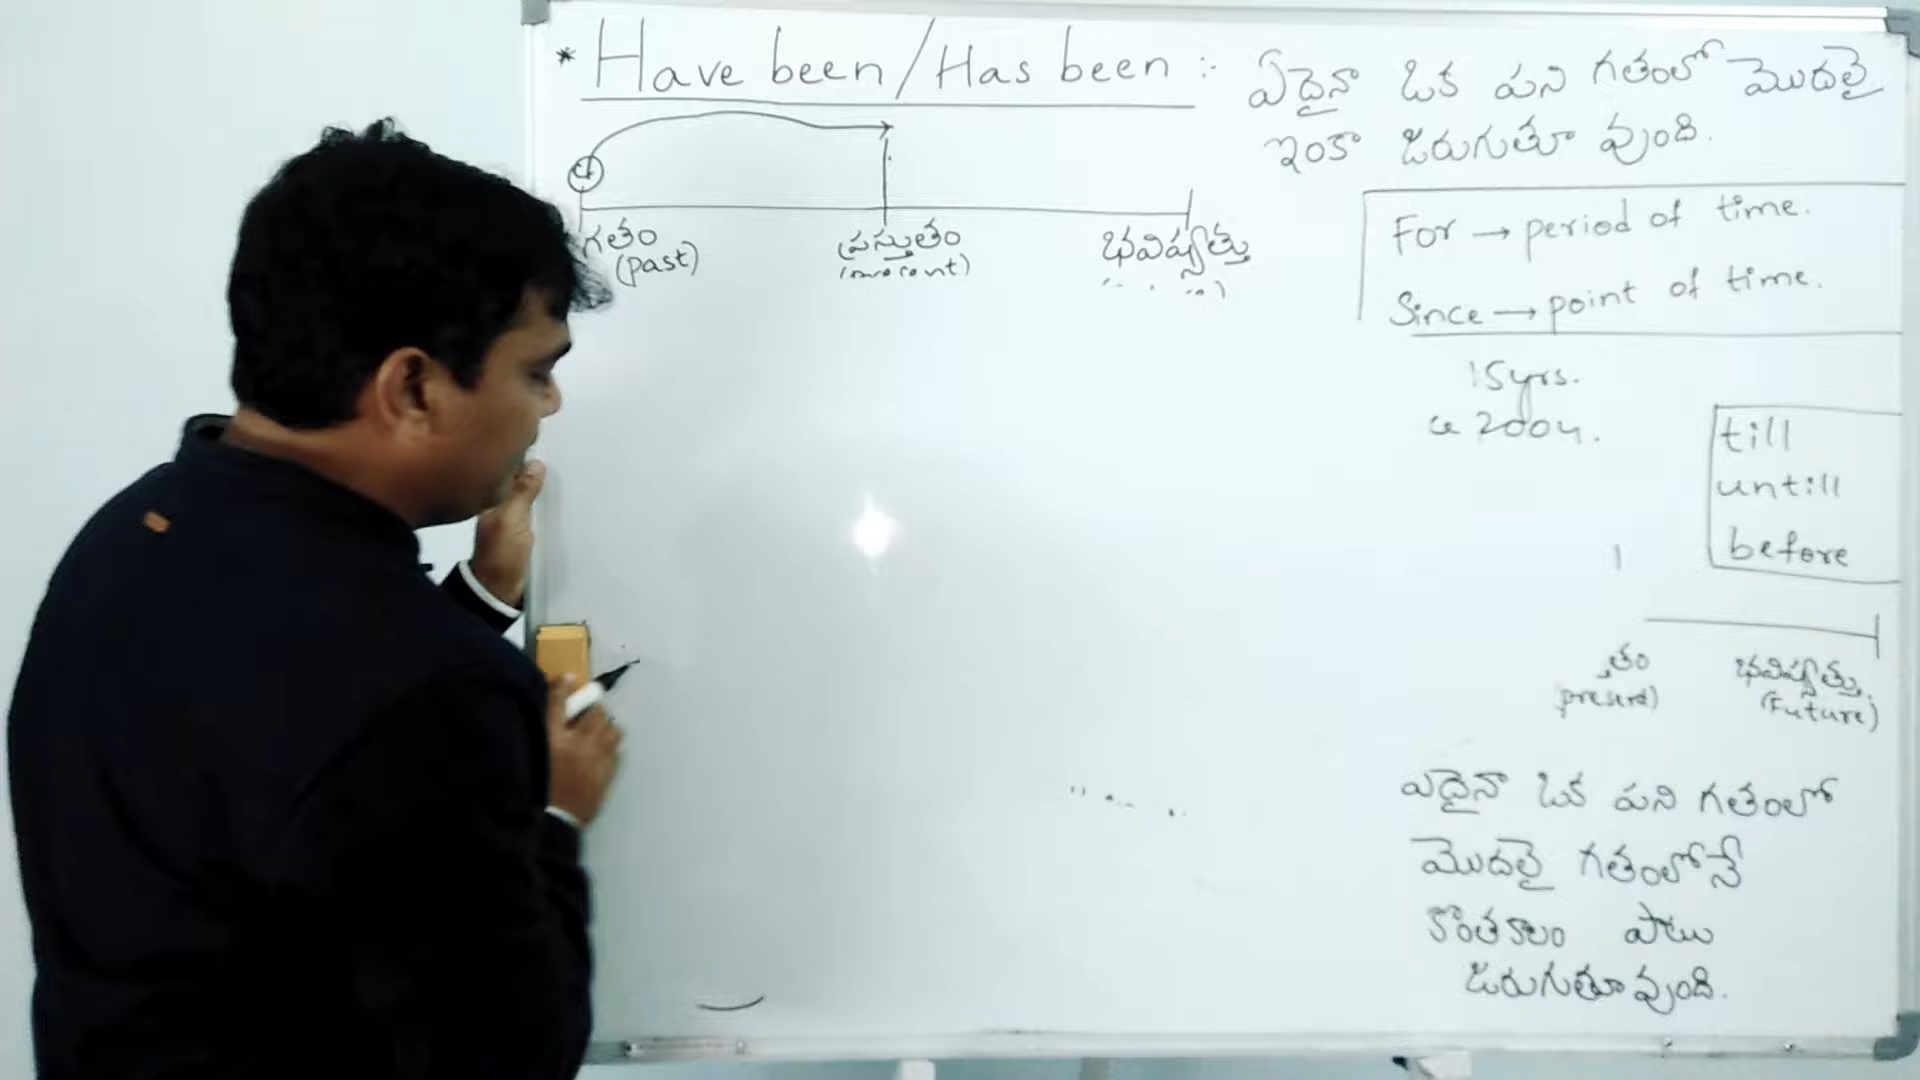 * Have been / Has been :- ఏదైనా ఒక పని గతంలో మొదలై
ఇంకా జరుగుతూ వుంది.
గతం
(past)
ప్రస్తుతం
భవిష్యత్తు
For → period of time.
Since → point of time.
15yrs.
2004.
till
untill
before
తం
(present)
భవిష్యత్తు
(Future)
ఏదైనా ఒక పని గతంలో
మొదలై గతంలోనే
కొంతకాలం పాటు
జరుగుతూ వుంది.